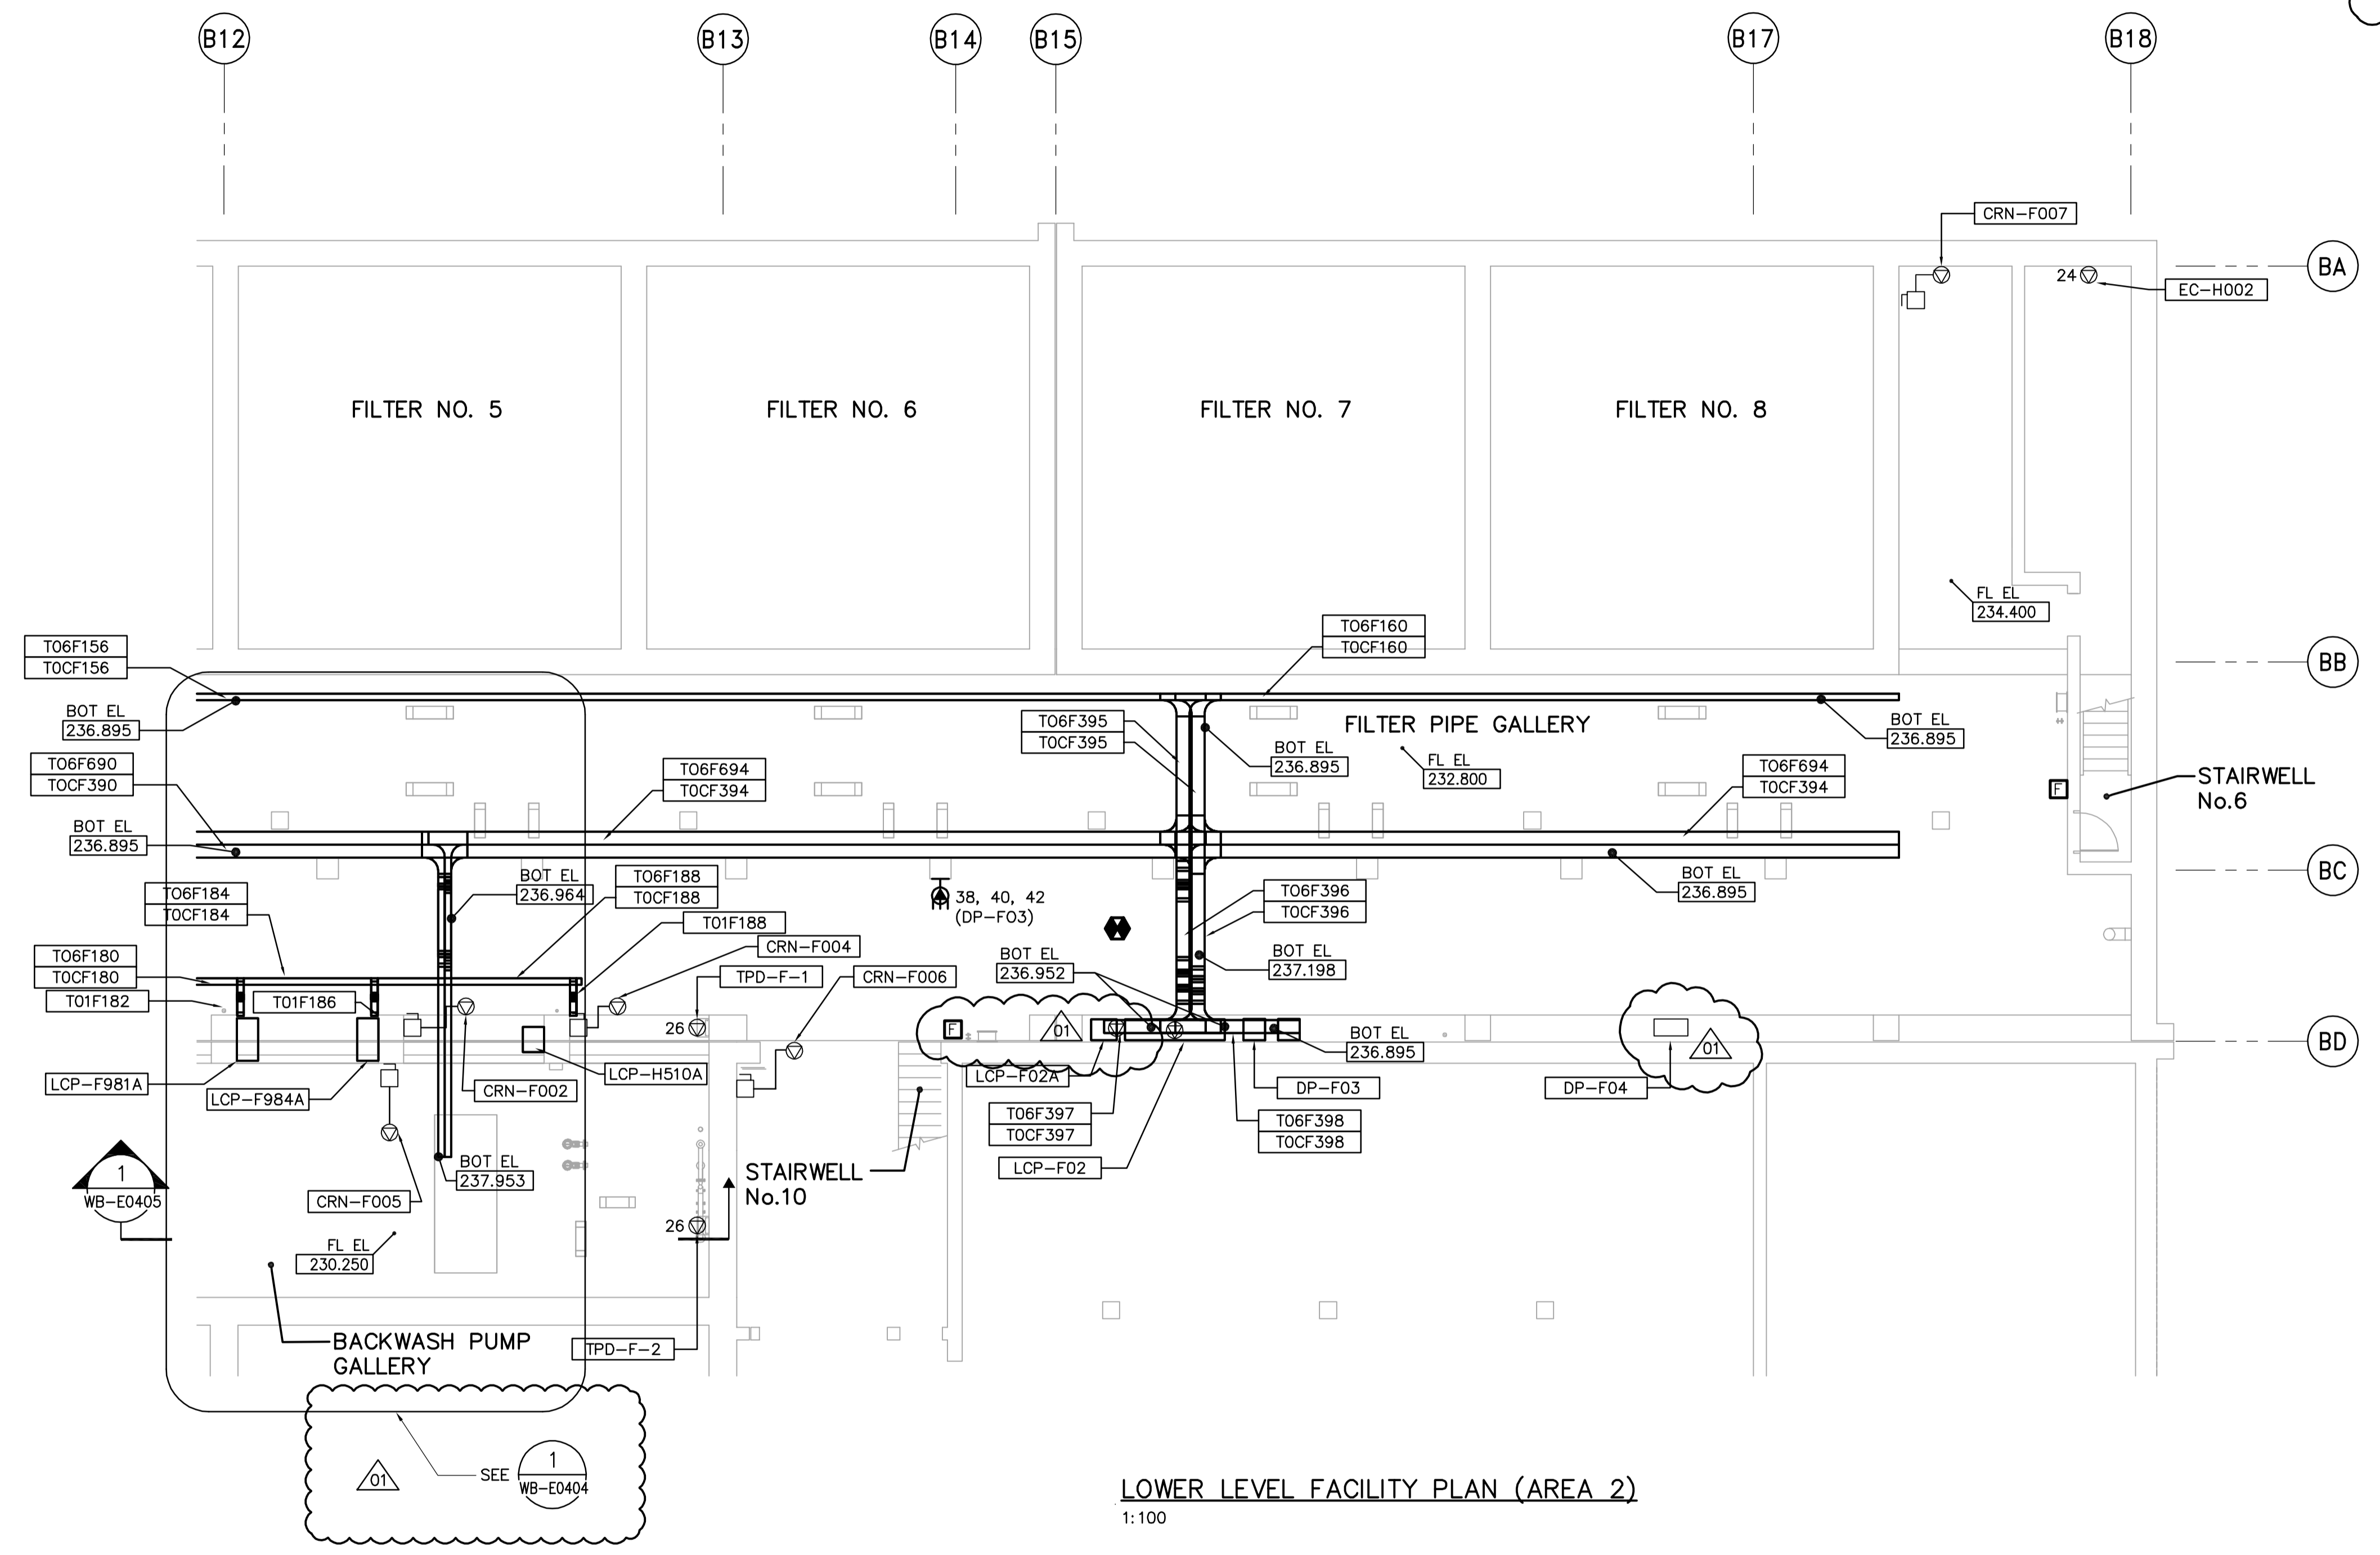 B12
B13
B14
B15
B17
B18
CRN-F007
BA
24
EC-H002
FILTER NO. 5
FILTER NO. 6
FILTER NO. 7
FILTER NO. 8
FL EL
234.400
T06F156
T0CF156
T06F160
T0CF160
BB
BOT EL
236.895
T06F395
T0CF395
FILTER PIPE GALLERY
BOT EL
236.895
BOT EL
236.895
FL EL
232.800
T06F690
T0CF390
T06F694
T0CF394
T06F694
T0CF394
F
STAIRWELL
No.6
BOT EL
236.895
BC
BOT EL
236.964
T06F188
T0CF188
BOT EL
236.895
T06F184
T0CF184
38, 40, 42
(DP-F03)
T06F396
T0CF396
T01F188
CRN-F004
T06F180
T0CF180
BOT EL
236.952
BOT EL
237.198
TPD-F-1
CRN-F006
T01F182
T01F186
26
F
01
BOT EL
236.895
01
BD
LCP-F981A
LCP-F984A
CRN-F002
LCP-H510A
LCP-F02A
DP-F03
DP-F04
T06F397
T0CF397
T06F398
T0CF398
1
WB-E0405
BOT EL
237.953
STAIRWELL
No.10
LCP-F02
CRN-F005
26
FL EL
230.250
BACKWASH PUMP
GALLERY
TPD-F-2
01
SEE
1
WB-E0404
LOWER LEVEL FACILITY PLAN (AREA 2)
1:100